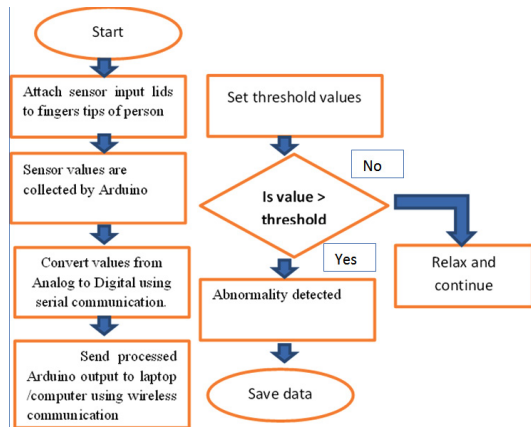 Start
Attach sensor input lids
to fingers tips of person
Sensor values are
collected by Arduino
Convert values from
Analog to Digital using
serial communication.
Send processed
Arduino output to laptop
/computer using wireless
communication
Set threshold values
Is value >
threshold
No
Yes
Relax and
continue
Abnormality detected
Save data